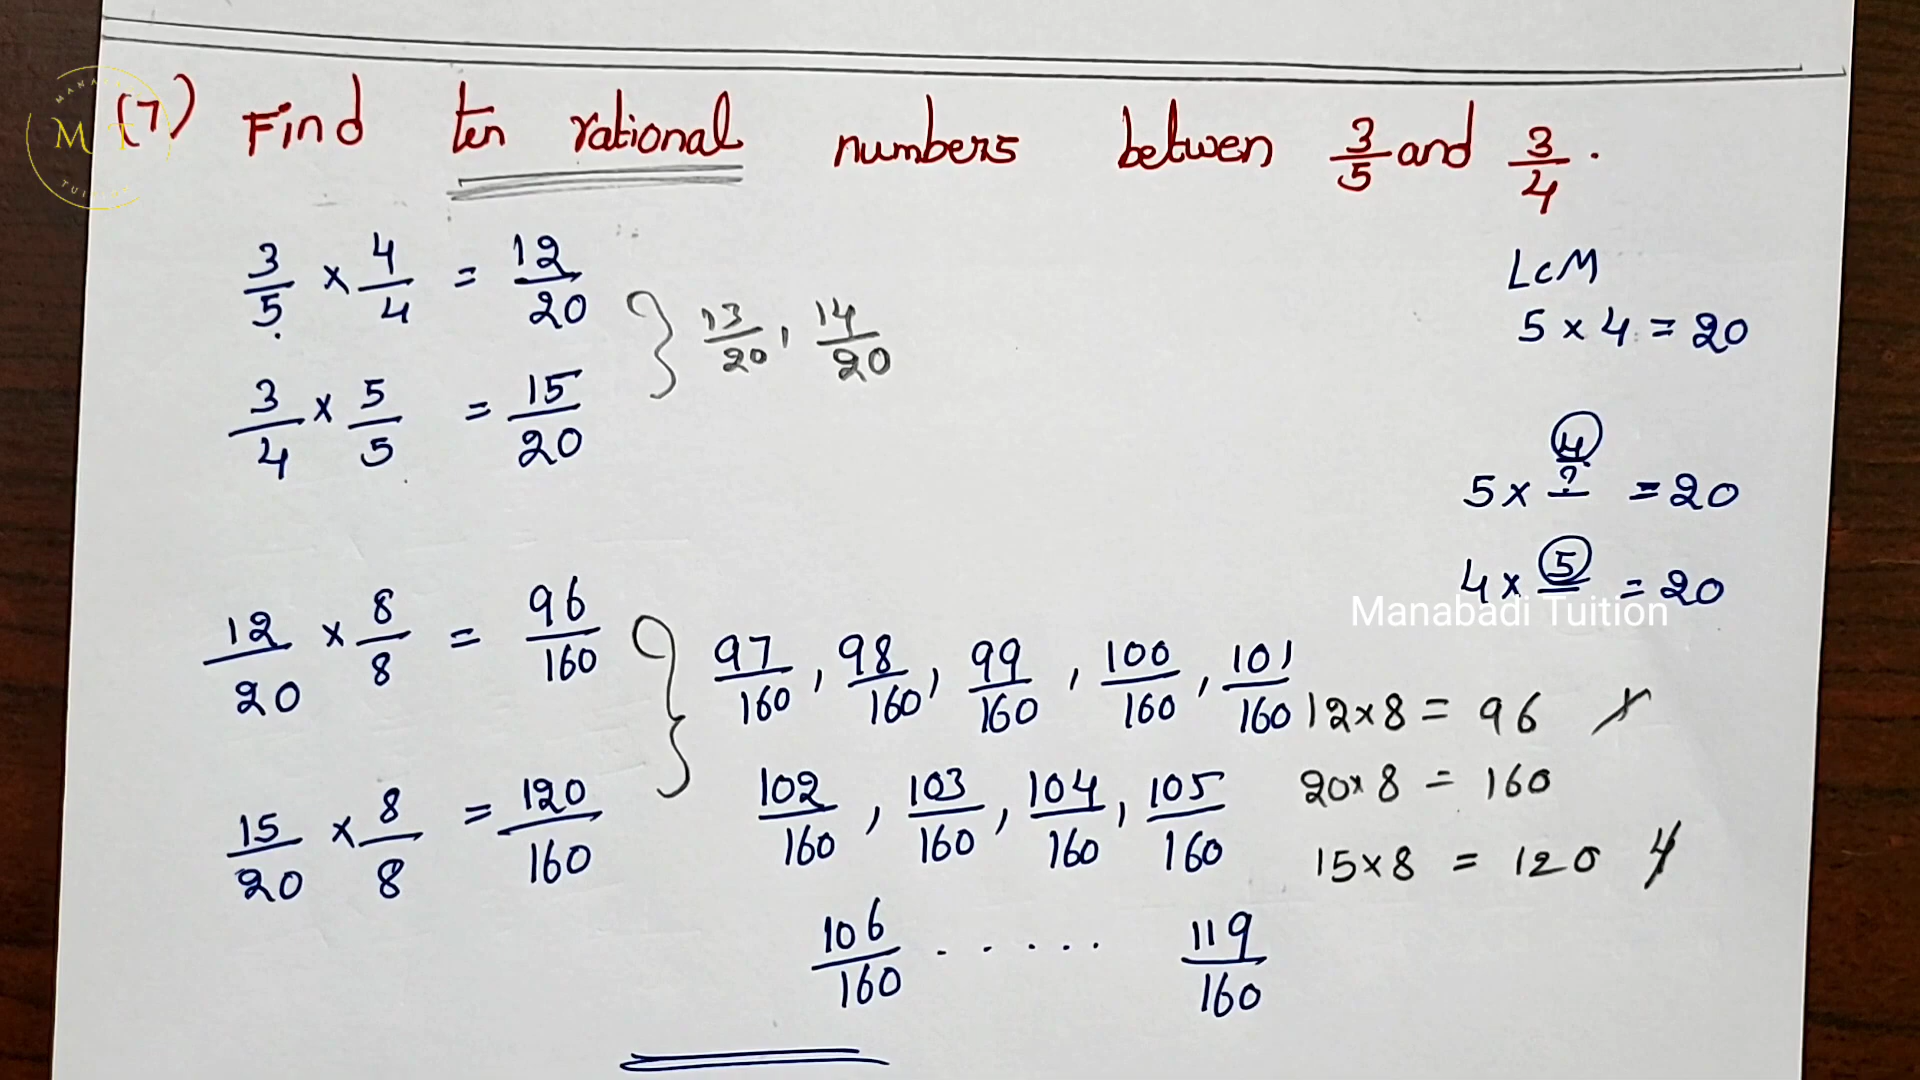 MANABADI
M T
TUITION
(7) Find ten rational numbers betwen 3/5 and 3/4 .
3/5 × 4/4 = 12/20
3/4 × 5/5 = 15/20
} 13/20 , 14/20
LCM
5 × 4 = 20
5 × 4/? = 20
4 × 5 = 20
Manabadi Tuition
12/20 × 8/8 = 96/160
15/20 × 8/8 = 120/160
} 97/160 , 98/160 , 99/160 , 100/160 , 101/160
102/160 , 103/160 , 104/160 , 105/160
106/160 . . . . . . 119/160
12×8 = 96
20×8 = 160
15×8 = 120